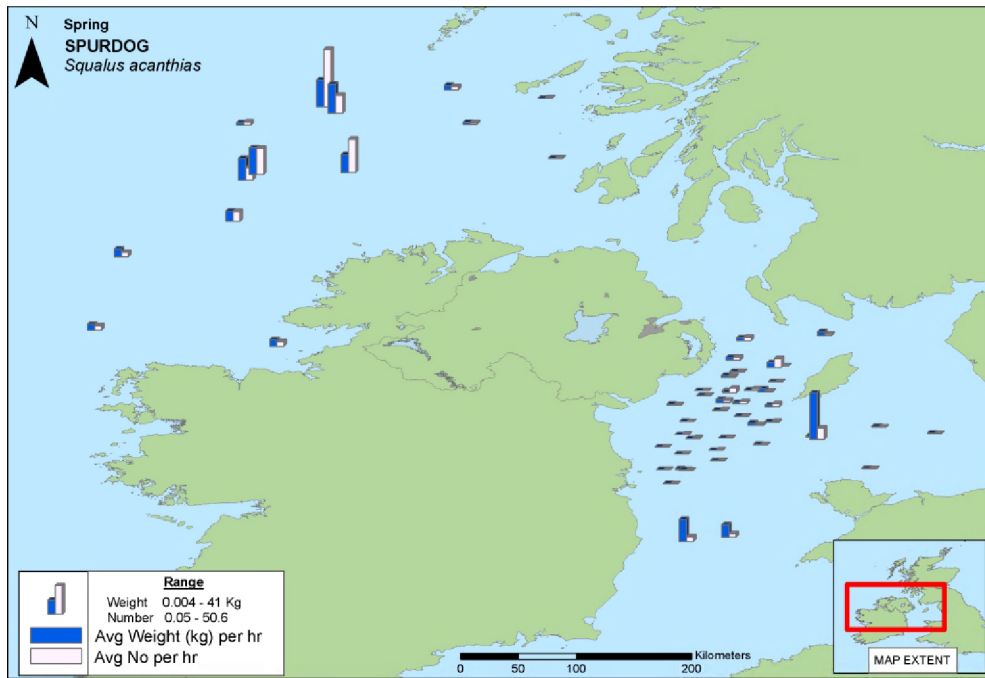 N
Spring
SPURDOG
Squalus acanthias
Range
Weight 0.004 - 41 Kg
Number 0.05 - 50.6
Avg Weight (kg) per hr
Avg No per hr
Kilometers
0 50 100 200
MAP EXTENT